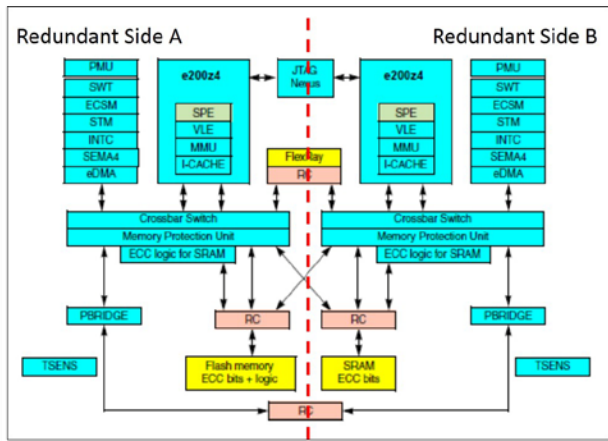 Redundant Side A
Redundant Side B
PMU
SWT
ECSM
STM
INTC
SEMA4
eDMA
e200z4
SPE
VLE
MMU
I-CACHE
JTAG
Nexus
FlexRay
RC
e200z4
SPE
VLE
MMU
I-CACHE
PMU
SWT
ECSM
STM
INTC
SEMA4
eDMA
Crossbar Switch
Memory Protection Unit
ECC logic for SRAM
Crossbar Switch
Memory Protection Unit
ECC logic for SRAM
PBRIDGE
RC
RC
PBRIDGE
TSENS
Flash memory
ECC bits + logic
SRAM
ECC bits
TSENS
RC